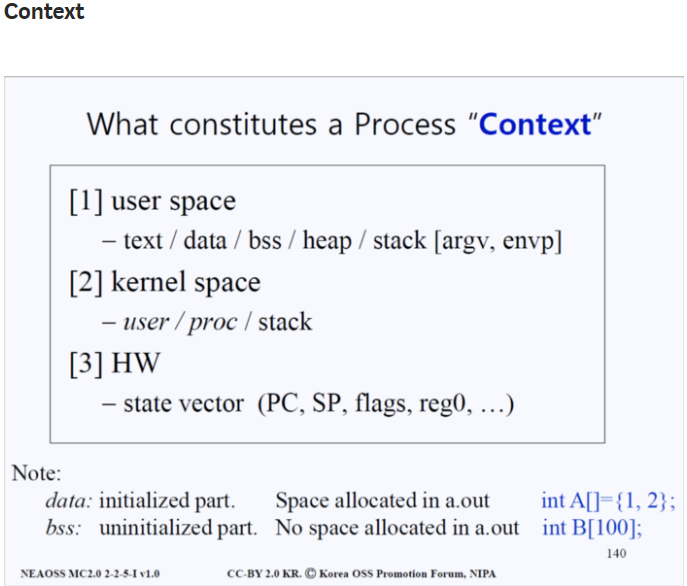 Context
What constitutes a Process "Context"
[1] user space
– text / data / bss / heap / stack [argv, envp]
[2] kernel space
– user / proc / stack
[3] HW
– state vector (PC, SP, flags, reg0, …)
Note:
data: initialized part. Space allocated in a.out int A[]={1, 2};
bss: uninitialized part. No space allocated in a.out int B[100];
140
NEAOSS MC2.0 2-2-5-I v1.0 CC-BY 2.0 KR. © Korea OSS Promotion Forum, NIPA